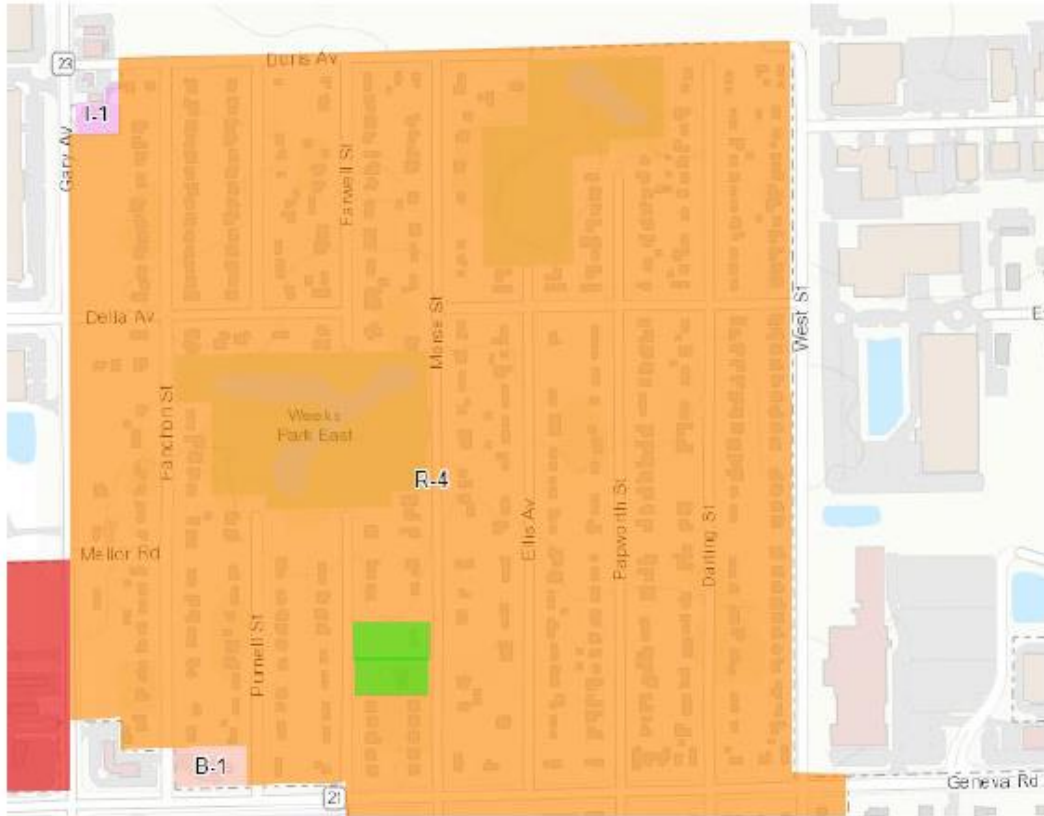 Doris Av
23
I-1
Gary Av
Farwell St
Della Av
Morse St
West St
Fanchon St
Weeks
Park East
R-4
Mellor Rd
Ellis Av
Papworth St
Darling St
Purnell St
B-1
21
Geneva Rd